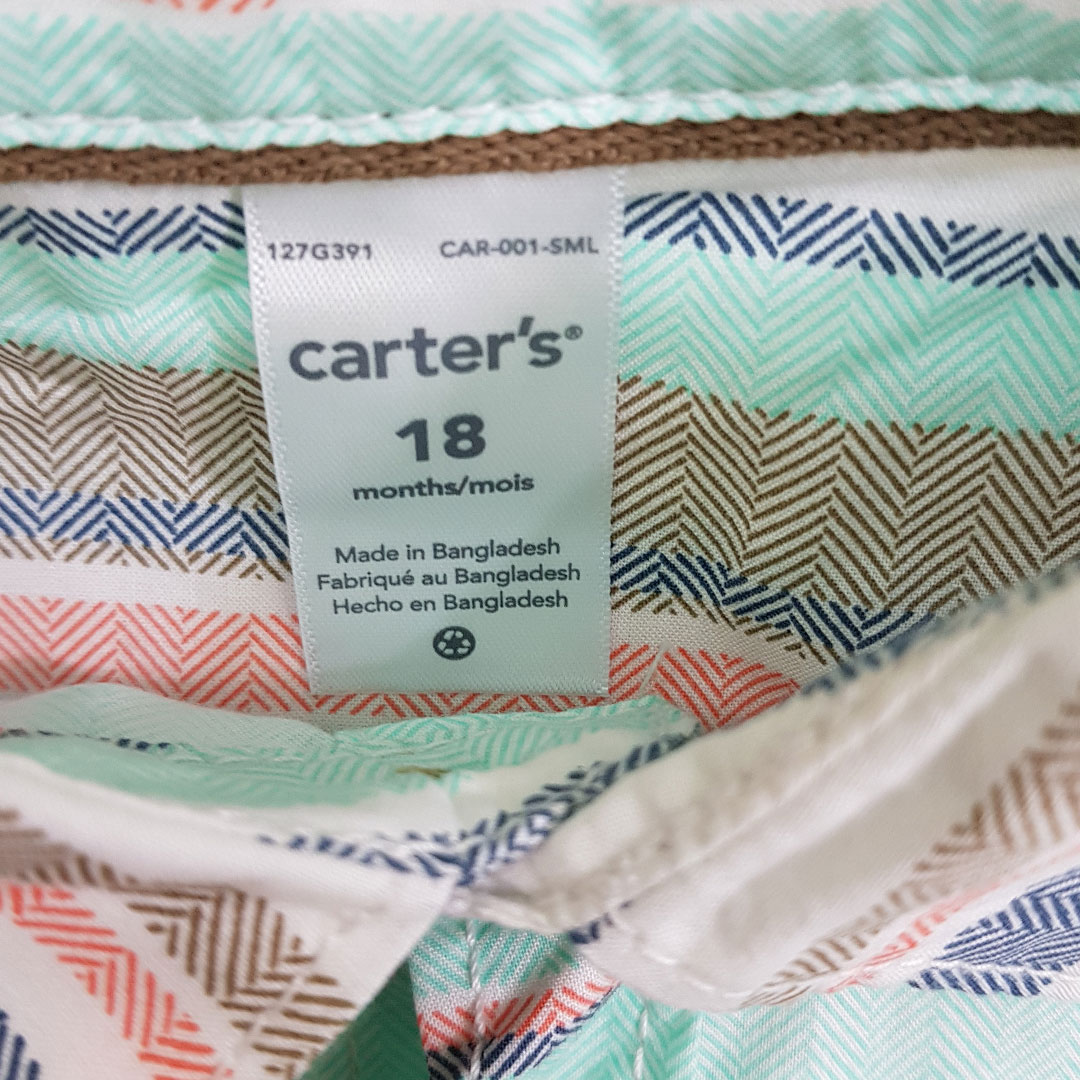 127G391 CAR-001-SML
carter's®
18
months/mois
Made in Bangladesh
Fabriqué au Bangladesh
Hecho en Bangladesh